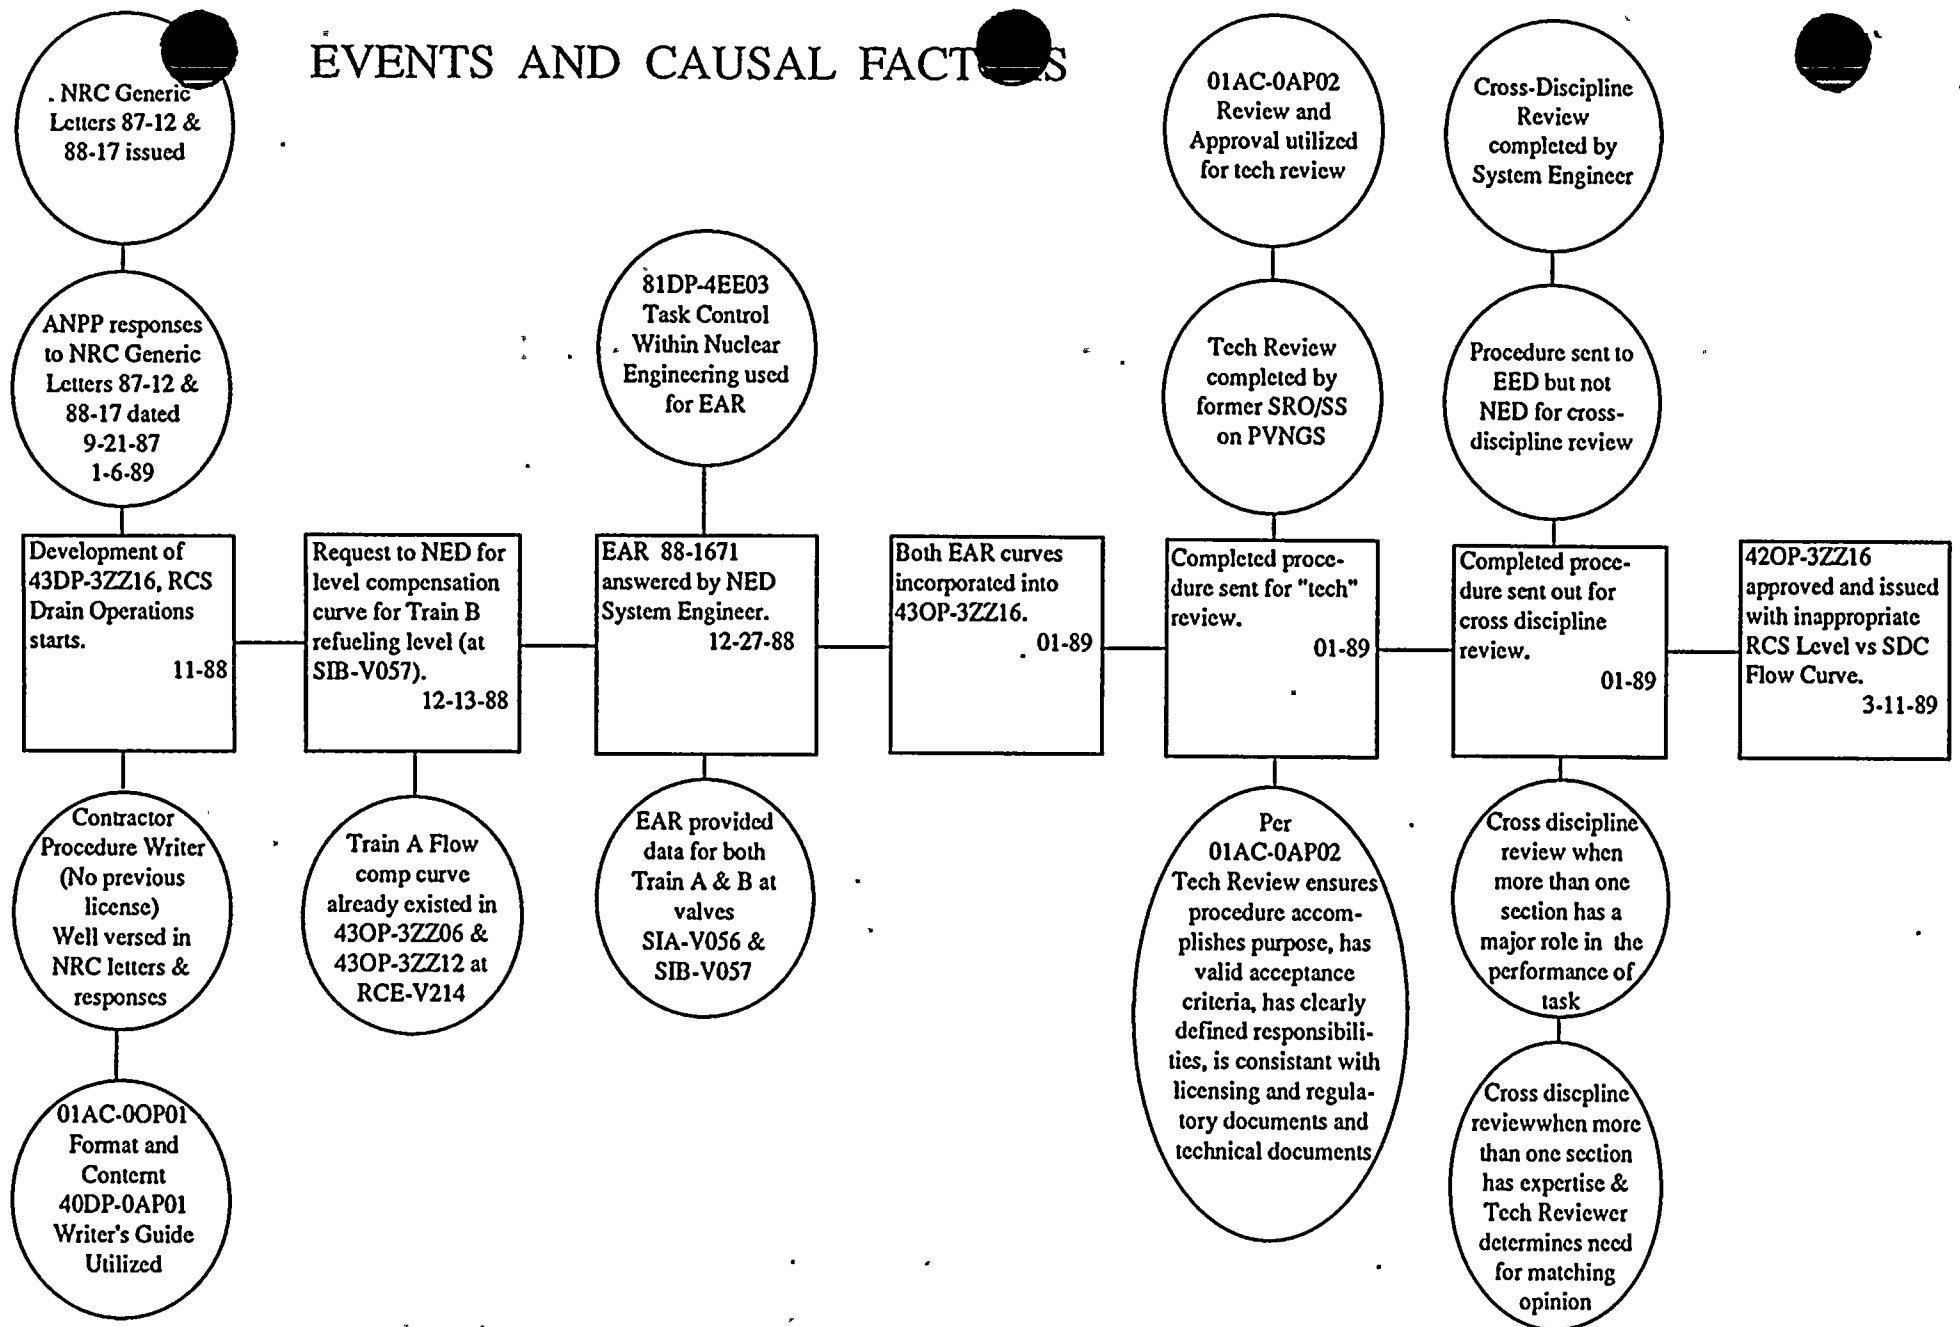 EVENTS AND CAUSAL FACT S
. NRC Generic
Letters 87-12 &
88-17 issued
ANPP responses
to NRC Generic
Letters 87-12 &
88-17 dated
9-21-87
1-6-89
Development of
43DP-3ZZ16, RCS
Drain Operations
starts.
11-88
Contractor
Procedure Writer
(No previous
license)
Well versed in
NRC letters &
responses
01AC-0OP01
Format and
Conternt
40DP-0AP01
Writer's Guide
Utilized
Request to NED for
level compensation
curve for Train B
refueling level (at
SIB-V057).
12-13-88
Train A Flow
comp curve
already existed in
43OP-3ZZ06 &
43OP-3ZZ12 at
RCE-V214
81DP-4EE03
Task Control
Within Nuclear
Engineering used
for EAR
EAR 88-1671
answered by NED
System Engineer.
12-27-88
EAR provided
data for both
Train A & B at
valves
SIA-V056 &
SIB-V057
Both EAR curves
incorporated into
43OP-3ZZ16.
01-89
01AC-0AP02
Review and
Approval utilized
for tech review
Tech Review
completed by
former SRO/SS
on PVNGS
Completed proce-
dure sent for "tech"
review.
01-89
Per
01AC-0AP02
Tech Review ensures
procedure accom-
plishes purpose, has
valid acceptance
criteria, has clearly
defined responsibili-
ties, is consistant with
licensing and regula-
tory documents and
technical documents
Cross-Discipline
Review
completed by
System Engineer
Procedure sent to
EED but not
NED for cross-
discipline review
Completed proce-
dure sent out for
cross discipline
review.
01-89
Cross discipline
review when
more than one
section has a
major role in the
performance of
task
Cross discpline
reviewwhen more
than one section
has expertise &
Tech Reviewer
determines need
for matching
opinion
42OP-3ZZ16
approved and issued
with inappropriate
RCS Level vs SDC
Flow Curve.
3-11-89